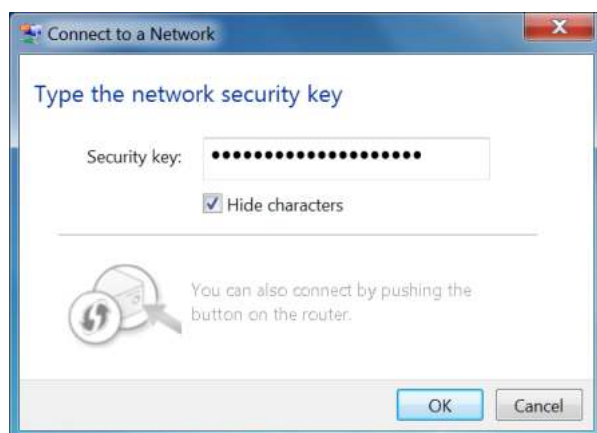 Connect to a Network
Type the network security key
Security key: ••••••••••••••••••••
Hide characters
You can also connect by pushing the
button on the router.
OK Cancel